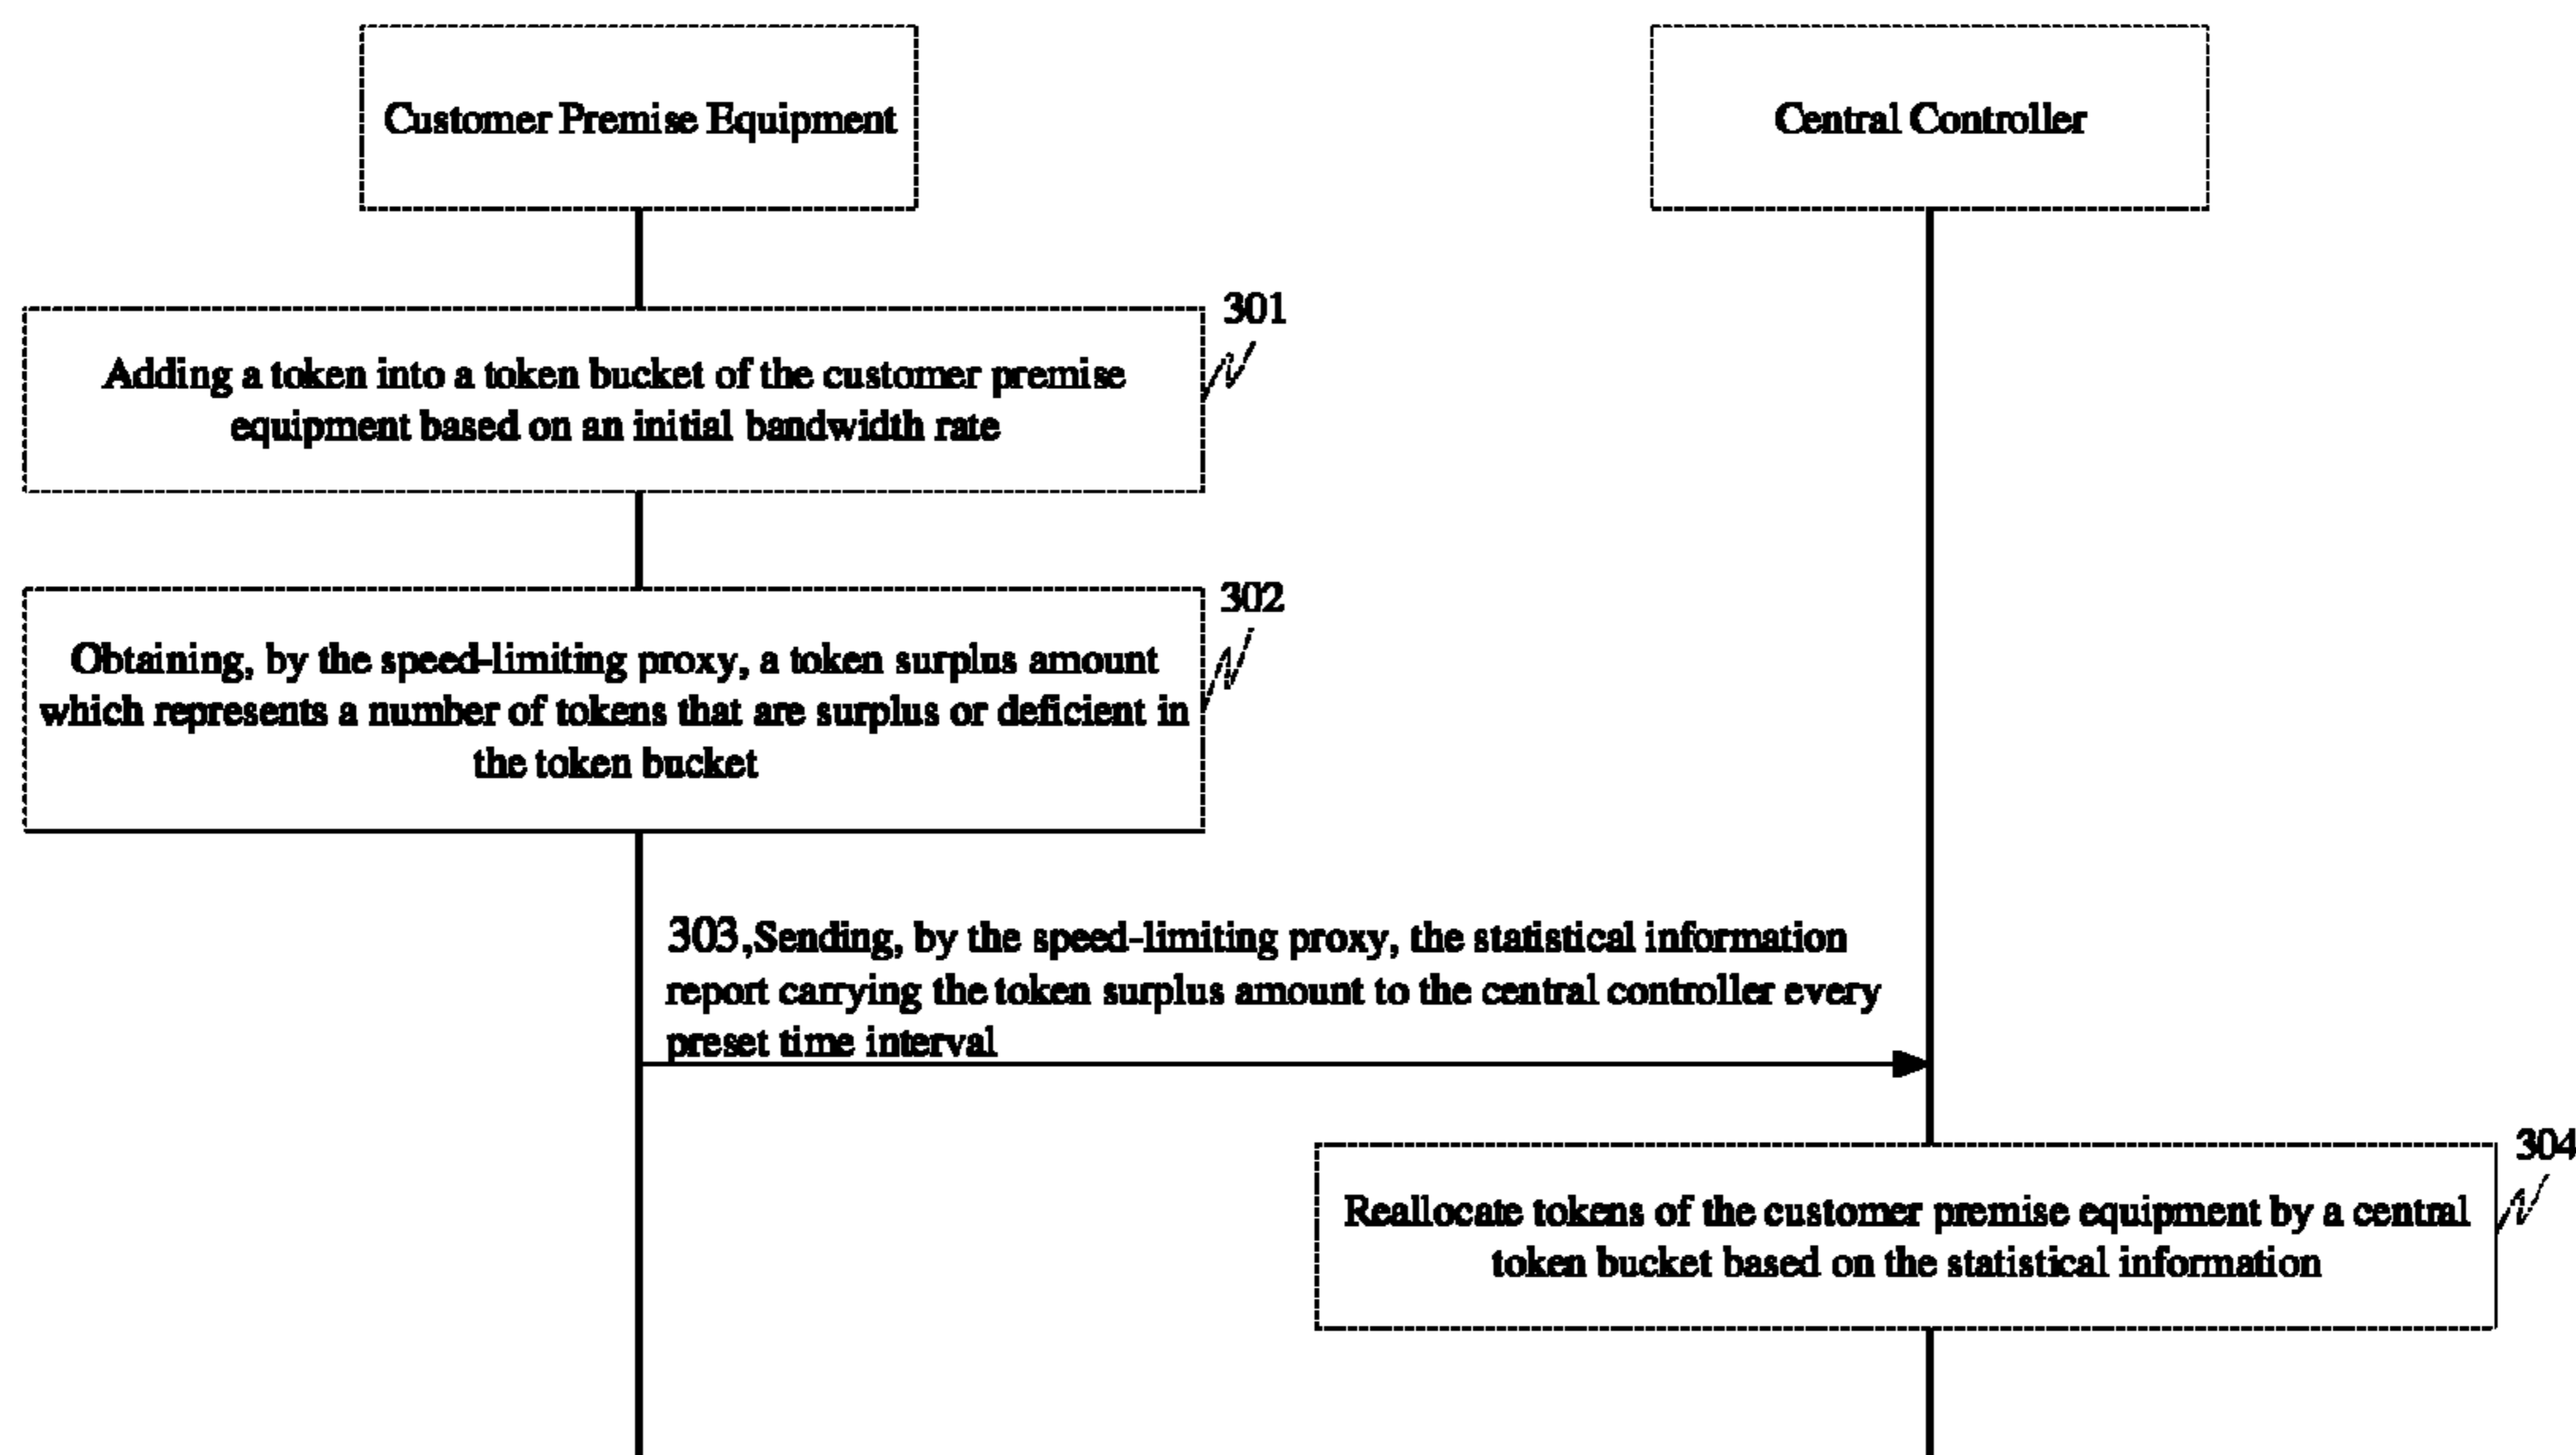 Customer Premise Equipment
Central Controller
301
Adding a token into a token bucket of the customer premise
equipment based on an initial bandwidth rate
302
Obtaining, by the speed-limiting proxy, a token surplus amount
which represents a number of tokens that are surplus or deficient in
the token bucket
303,Sending, by the speed-limiting proxy, the statistical information
report carrying the token surplus amount to the central controller every
preset time interval
304
Reallocate tokens of the customer premise equipment by a central
token bucket based on the statistical information